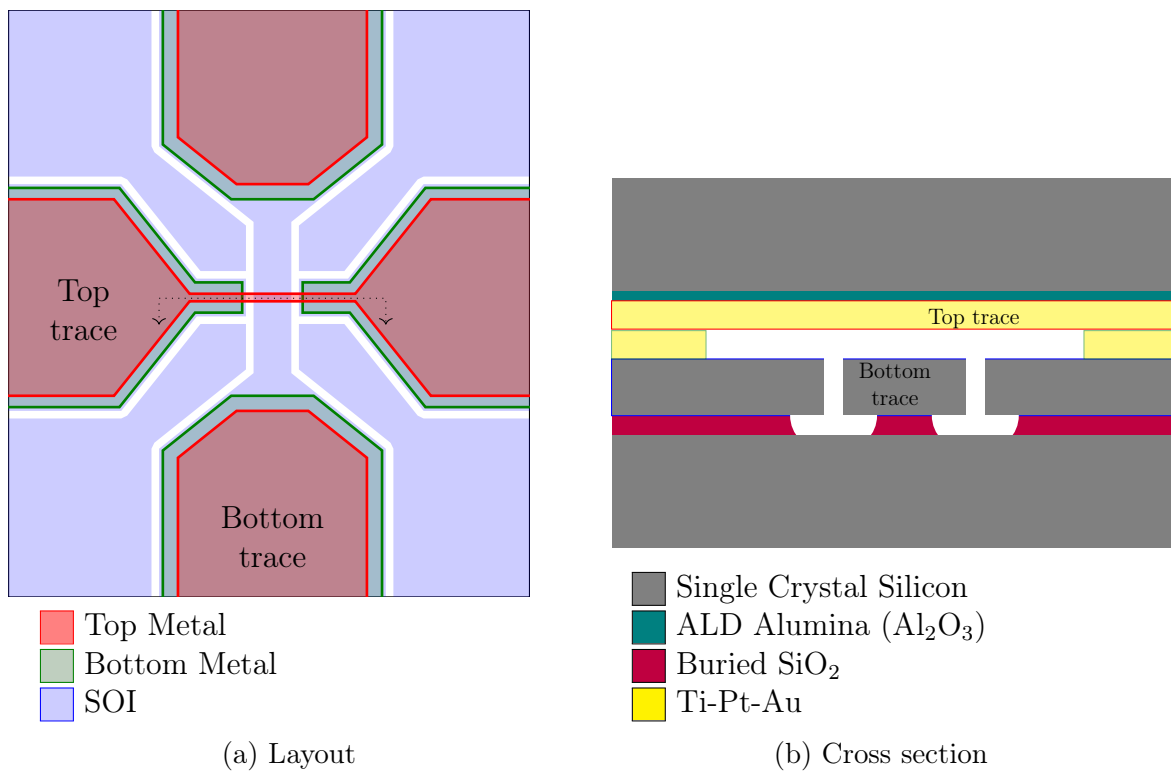 Top
trace
Bottom
trace
Top Metal
Bottom Metal
SOI
(a) Layout
Top trace
Bottom
trace
Single Crystal Silicon
ALD Alumina (Al₂O₃)
Buried SiO₂
Ti-Pt-Au
(b) Cross section